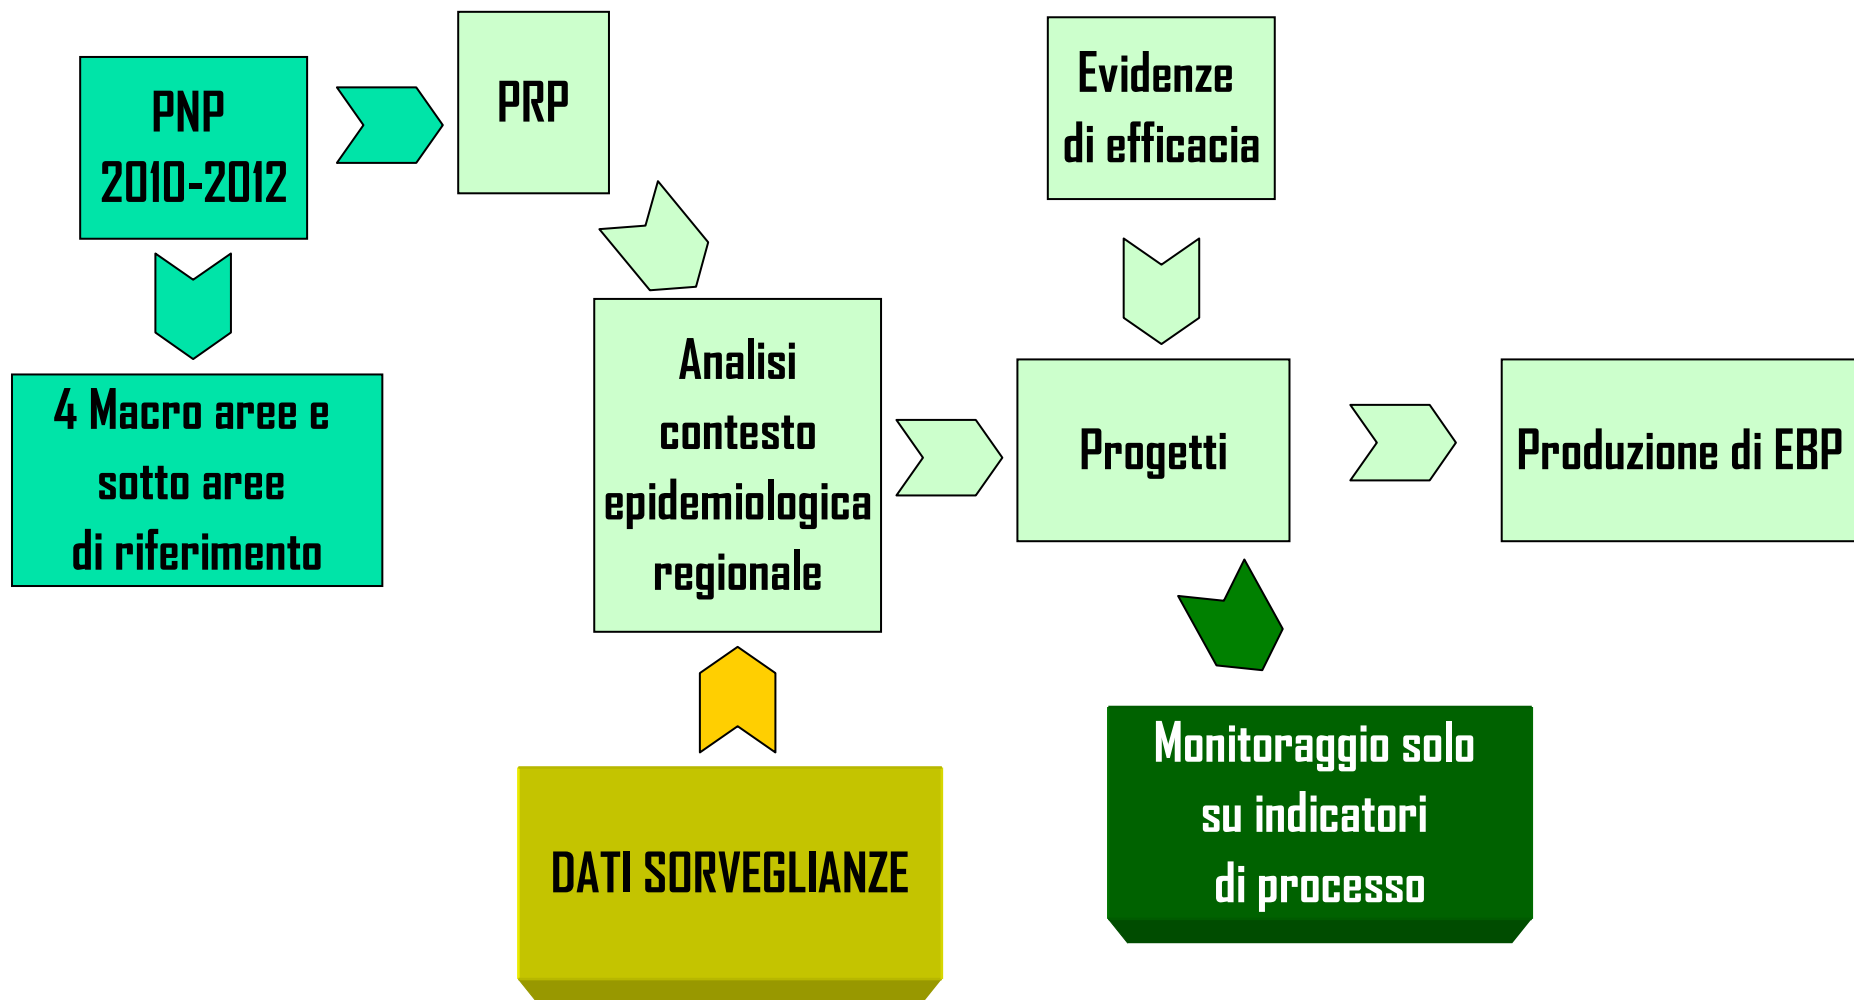 PNP
2010-2012
PRP
Evidenze
di efficacia
4 Macro aree e
sotto aree
di riferimento
Analisi
contesto
epidemiologica
regionale
Progetti
Produzione di EBP
DATI SORVEGLIANZE
Monitoraggio solo
su indicatori
di processo